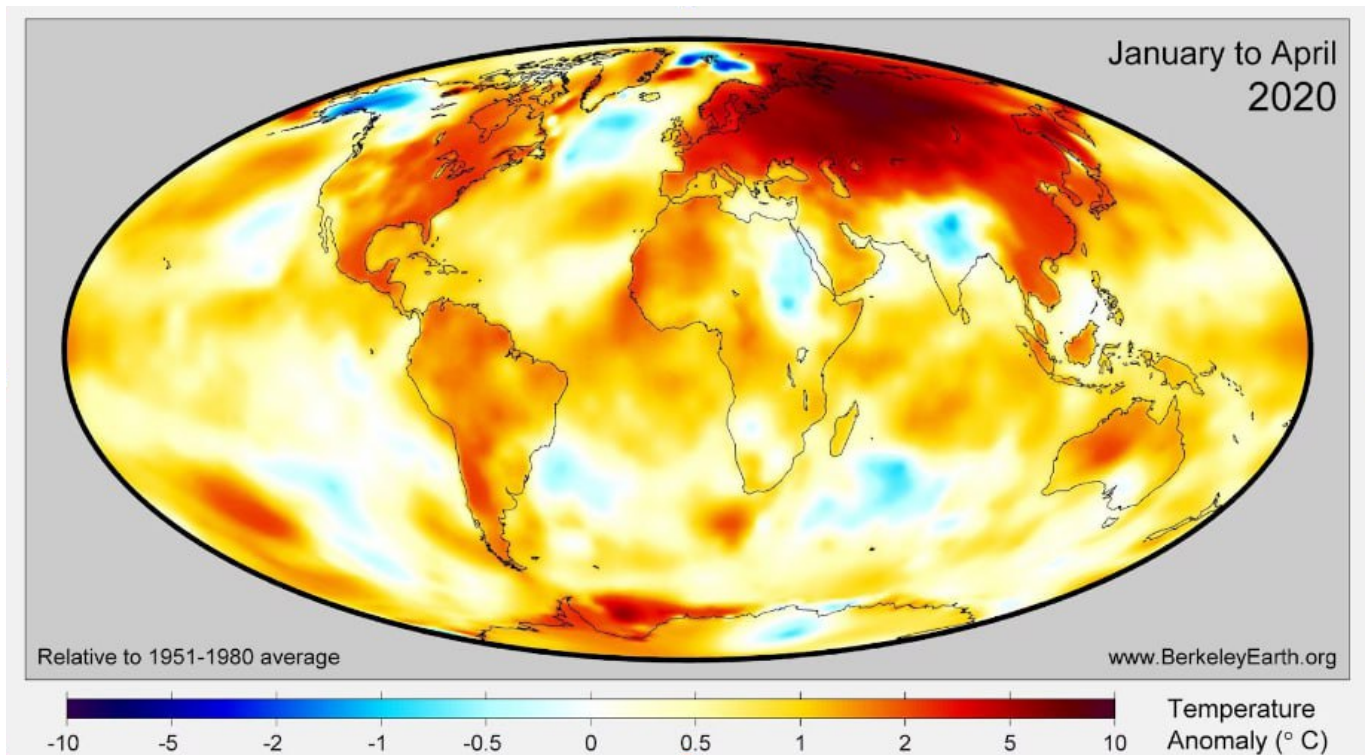 January to April
2020
Relative to 1951-1980 average
www.BerkeleyEarth.org
-10 -5 -2 -1 -0.5 0 0.5 1 2 5 10
Temperature
Anomaly (° C)